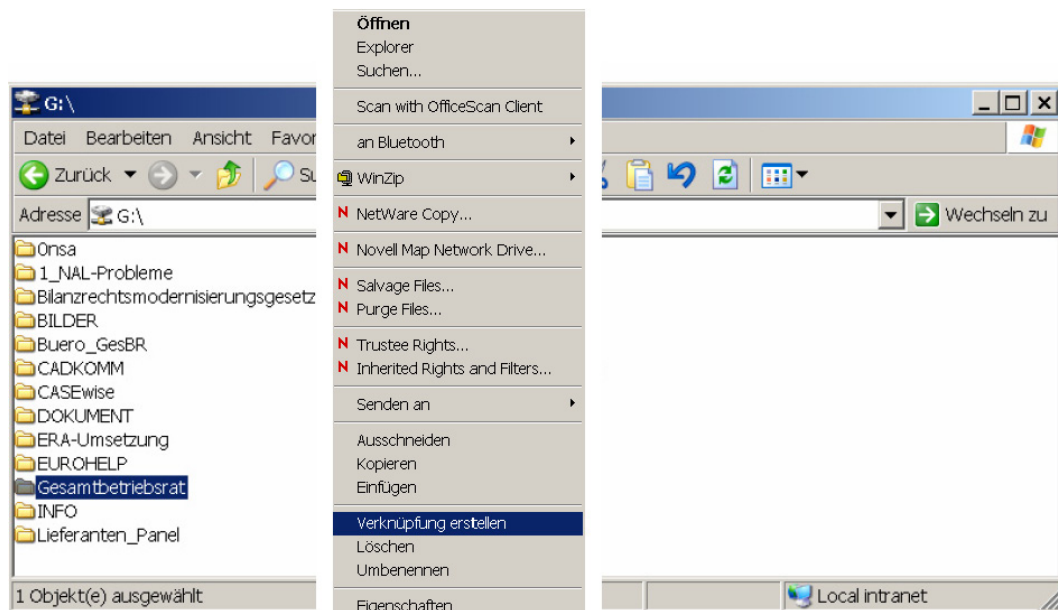 G:\
Datei Bearbeiten Ansicht Favor
Zurück Su
Adresse G:\ Wechseln zu
0nsa
1_NAL-Probleme
Bilanzrechtsmodernisierungsgesetz
BILDER
Buero_GesBR
CADKOMM
CASEwise
DOKUMENT
ERA-Umsetzung
EUROHELP
Gesamtbetriebsrat
INFO
Lieferanten_Panel
1 Objekt(e) ausgewählt
Öffnen
Explorer
Suchen...
Scan with OfficeScan Client
an Bluetooth
WinZip
NetWare Copy...
Novell Map Network Drive...
Salvage Files...
Purge Files...
Trustee Rights...
Inherited Rights and Filters...
Senden an
Ausschneiden
Kopieren
Einfügen
Verknüpfung erstellen
Löschen
Umbenennen
Eigenschaften
Local intranet